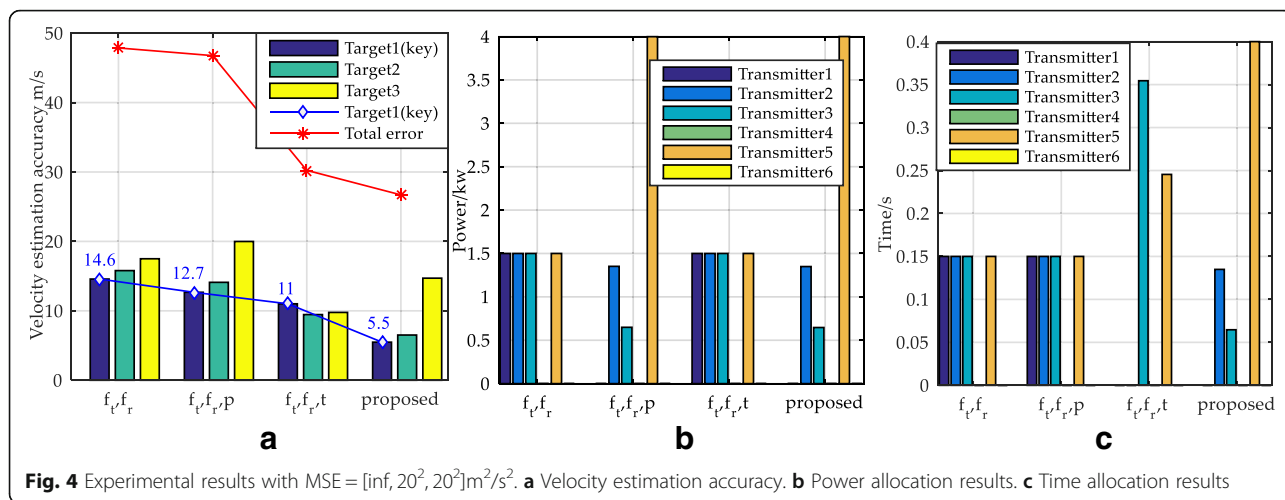 50
40
30
20
10
0
Velocity estimation accuracy m/s
Target1(key)
Target2
Target3
Target1(key)
Total error
14.6
12.7
11
5.5
f_t,f_r
f_t,f_r,p
f_t,f_r,t
proposed
a
4
3.5
3
2.5
2
1.5
1
0.5
0
Power/kw
Transmitter1
Transmitter2
Transmitter3
Transmitter4
Transmitter5
Transmitter6
f_t,f_r
f_t,f_r,p
f_t,f_r,t
proposed
b
0.4
0.35
0.3
0.25
0.2
0.15
0.1
0.05
0
Time/s
Transmitter1
Transmitter2
Transmitter3
Transmitter4
Transmitter5
Transmitter6
f_t,f_r
f_t,f_r,p
f_t,f_r,t
proposed
c
Fig. 4 Experimental results with MSE = [inf, 20², 20²]m²/s². a Velocity estimation accuracy. b Power allocation results. c Time allocation results